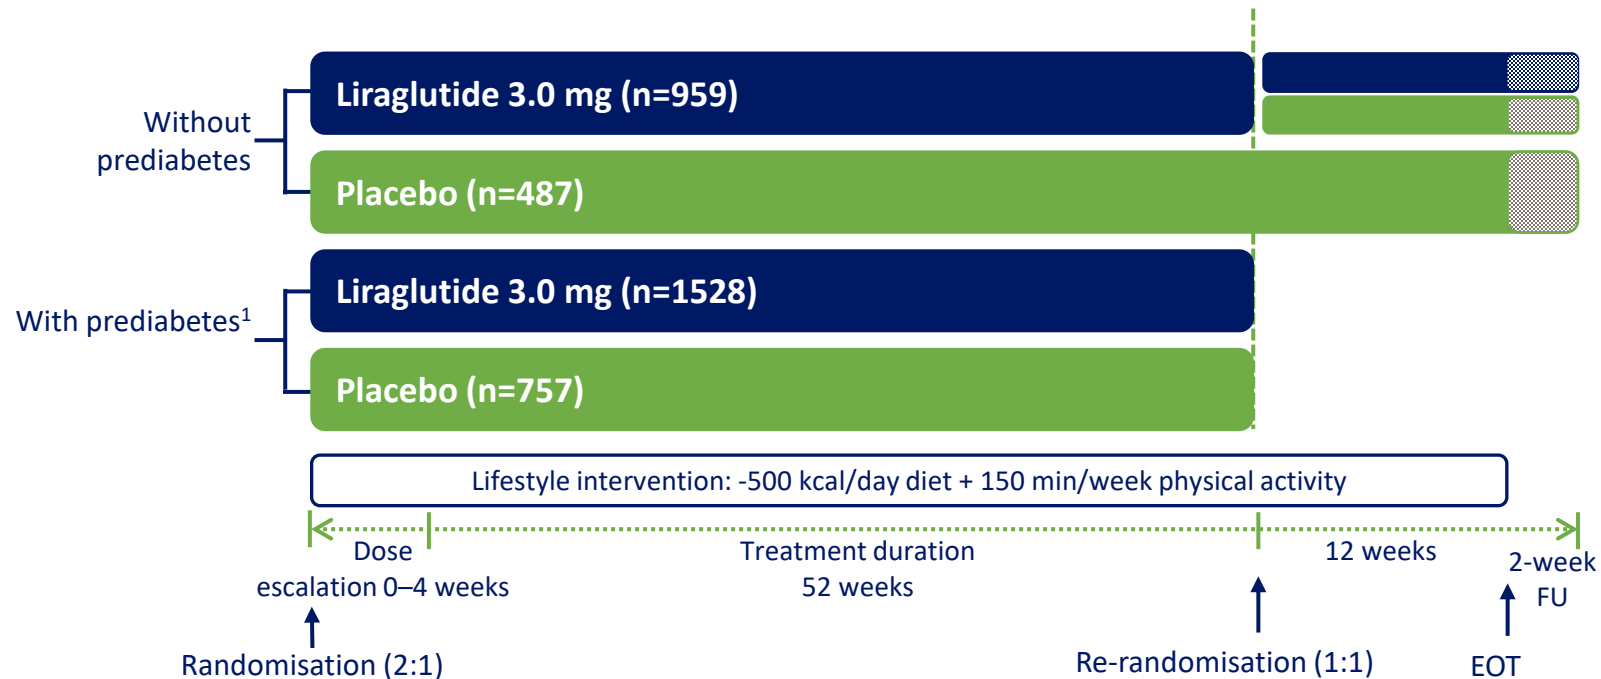 Without
prediabetes
Liraglutide 3.0 mg (n=959)
Placebo (n=487)
With prediabetes¹
Liraglutide 3.0 mg (n=1528)
Placebo (n=757)
Lifestyle intervention: -500 kcal/day diet + 150 min/week physical activity
Dose
escalation 0–4 weeks
Treatment duration
52 weeks
12 weeks
2-week
FU
Randomisation (2:1)
Re-randomisation (1:1)
EOT